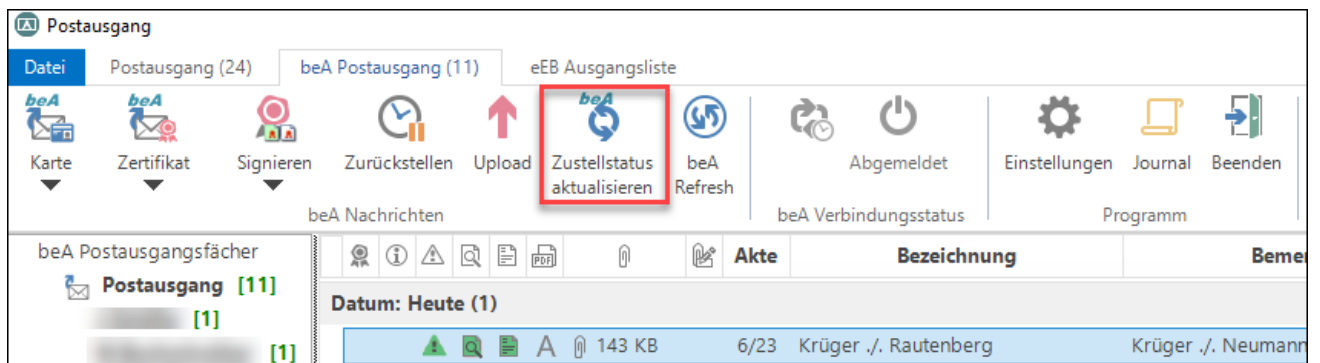 Postausgang
Datei Postausgang (24) beA Postausgang (11) eEB Ausgangsliste
beA beA beA
Karte Zertifikat Signieren Zurückstellen Upload Zustellstatus aktualisieren beA Refresh Abgemeldet Einstellungen Journal Beenden
beA Nachrichten beA Verbindungsstatus Programm
beA Postausgangsfächer PDF Akte Bezeichnung Bemer
Postausgang [11]
Datum: Heute (1)
[1]
A 143 KB 6/23 Krüger ./. Rautenberg Krüger ./. Neumann
[1]